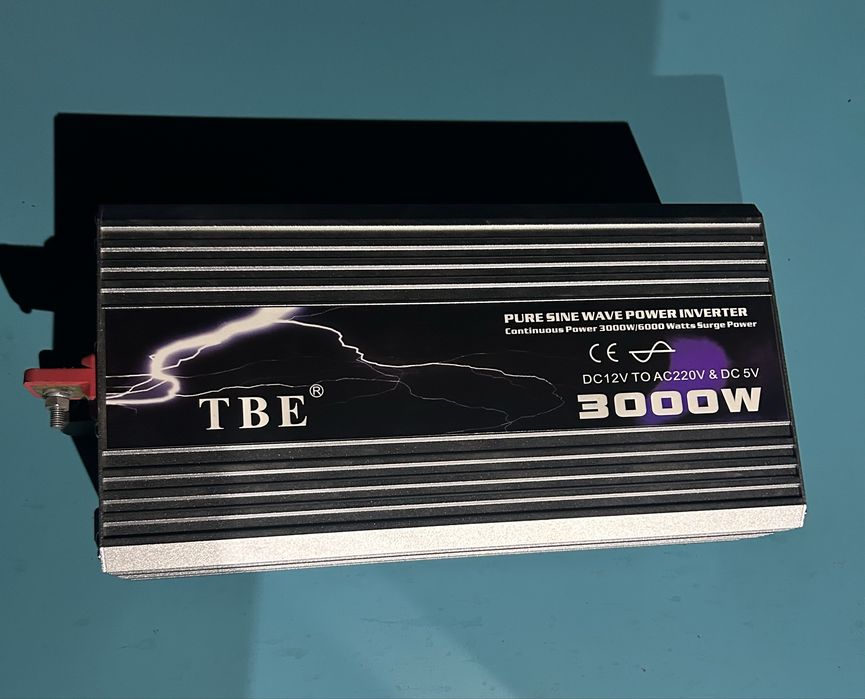 PURE SINE WAVE POWER INVERTER
Continuous Power 3000W/6000 Watts Surge Power
CE
DC12V TO AC220V & DC 5V
TBE®
3000W